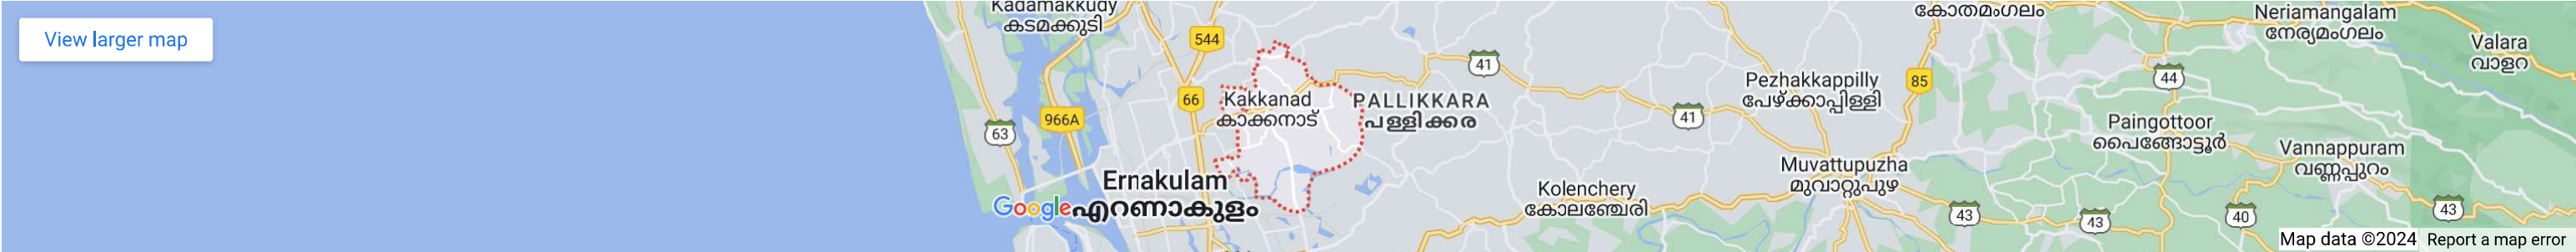 View larger map
Kadamakkudy
കടമക്കുടി
544
66
63
966A
Kakkanad
കാക്കനാട്
PALLIKKARA
പള്ളിക്കര
Ernakulam
എറണാകുളം
Google
41
41
Kolenchery
കോലഞ്ചേരി
Pezhakkappilly
പേഴ്ക്കാപ്പിള്ളി
Muvattupuzha
മുവാറ്റുപുഴ
കോതമംഗലം
85
Neriamangalam
നേര്യമംഗലം
44
Valara
വാളറ
Paingottoor
പൈങ്ങോട്ടൂർ
Vannappuram
വണ്ണപ്പുറം
43
43
40
43
Map data ©2024
Report a map error